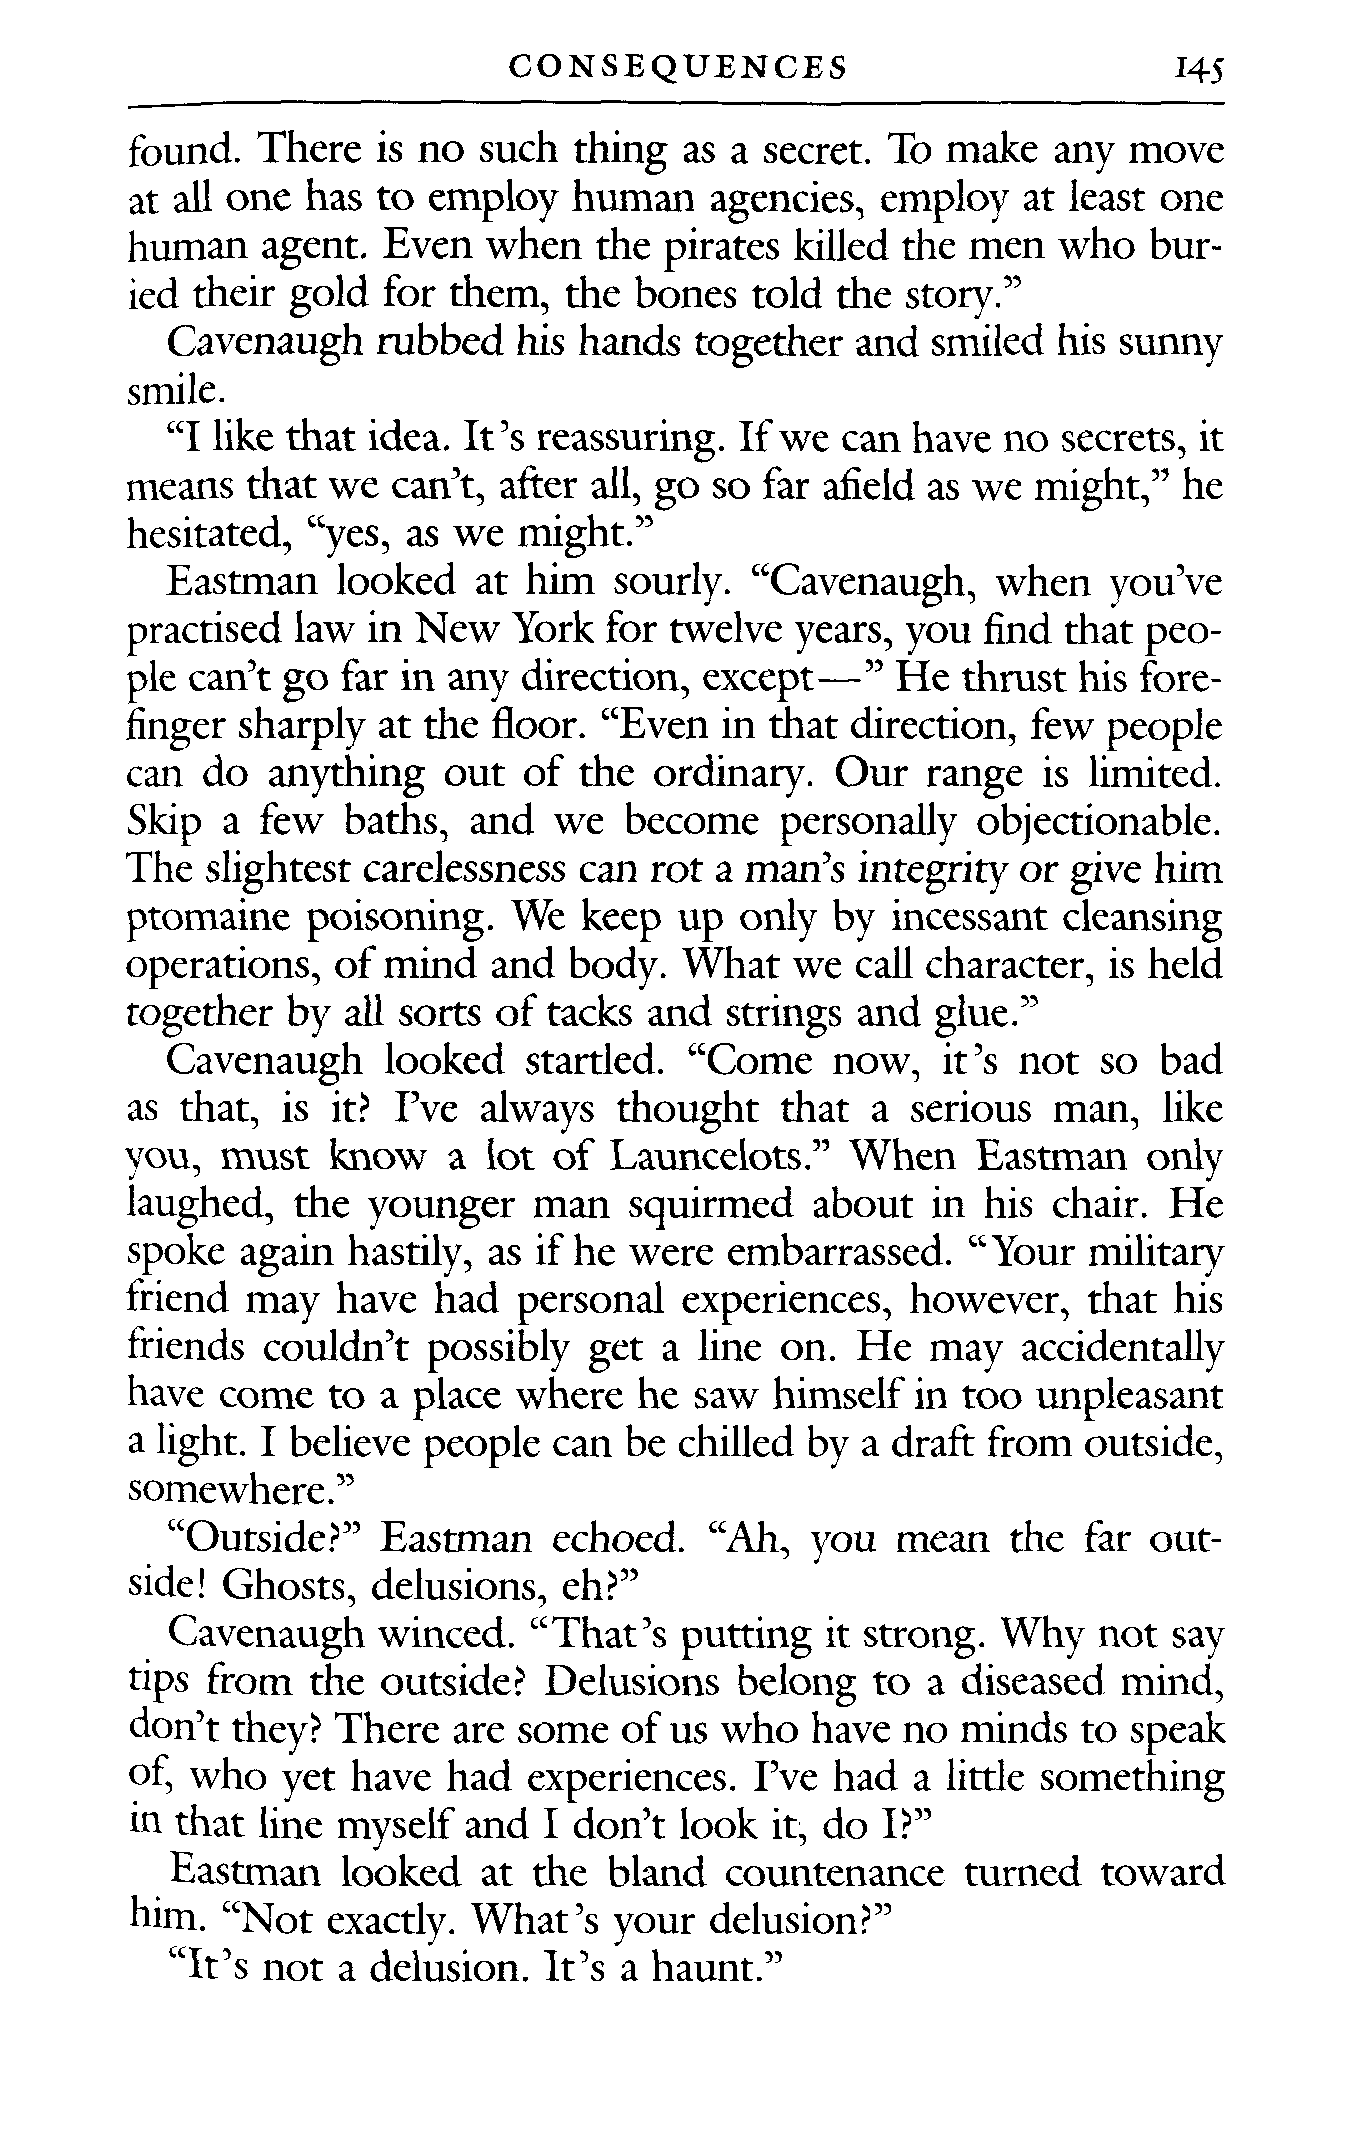 CONSEQUENCES 145
found. There is no such thing as a secret. To make any move
at all one has to employ human agencies, employ at least one
human agent. Even when the pirates killed the men who bur-
ied their gold for them, the bones told the story.”
Cavenaugh rubbed his hands together and smiled his sunny
smile.
“I like that idea. It’s reassuring. If we can have no secrets, it
means that we can’t, after all, go so far afield as we might,” he
hesitated, “yes, as we might.”
Eastman looked at him sourly. “Cavenaugh, when you’ve
practised law in New York for twelve years, you find that peo-
ple can’t go far in any direction, except—” He thrust his fore-
finger sharply at the floor. “Even in that direction, few people
can do anything out of the ordinary. Our range is limited.
Skip a few baths, and we become personally objectionable.
The slightest carelessness can rot a man’s integrity or give him
ptomaine poisoning. We keep up only by incessant cleansing
operations, of mind and body. What we call character, is held
together by all sorts of tacks and strings and glue.”
Cavenaugh looked startled. “Come now, it’s not so bad
as that, is it? I’ve always thought that a serious man, like
you, must know a lot of Launcelots.” When Eastman only
laughed, the younger man squirmed about in his chair. He
spoke again hastily, as if he were embarrassed. “Your military
friend may have had personal experiences, however, that his
friends couldn’t possibly get a line on. He may accidentally
have come to a place where he saw himself in too unpleasant
a light. I believe people can be chilled by a draft from outside,
somewhere.”
“Outside?” Eastman echoed. “Ah, you mean the far out-
side! Ghosts, delusions, eh?”
Cavenaugh winced. “That’s putting it strong. Why not say
tips from the outside? Delusions belong to a diseased mind,
don’t they? There are some of us who have no minds to speak
of, who yet have had experiences. I’ve had a little something
in that line myself and I don’t look it, do I?”
Eastman looked at the bland countenance turned toward
him. “Not exactly. What’s your delusion?”
“It’s not a delusion. It’s a haunt.”